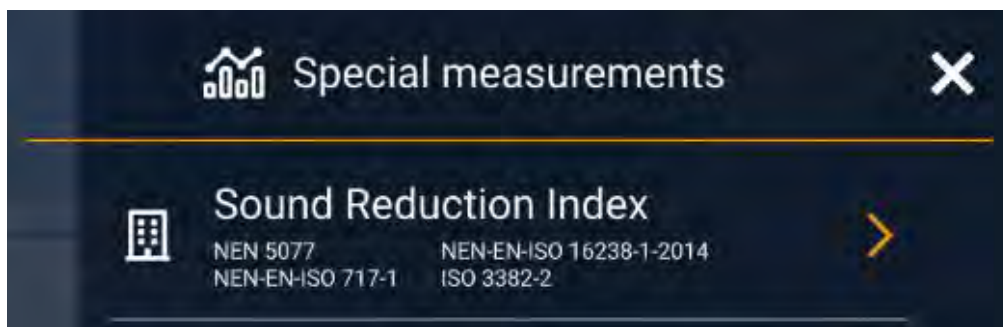 Special measurements
Sound Reduction Index
NEN 5077 NEN-EN-ISO 16238-1-2014
NEN-EN-ISO 717-1 ISO 3382-2